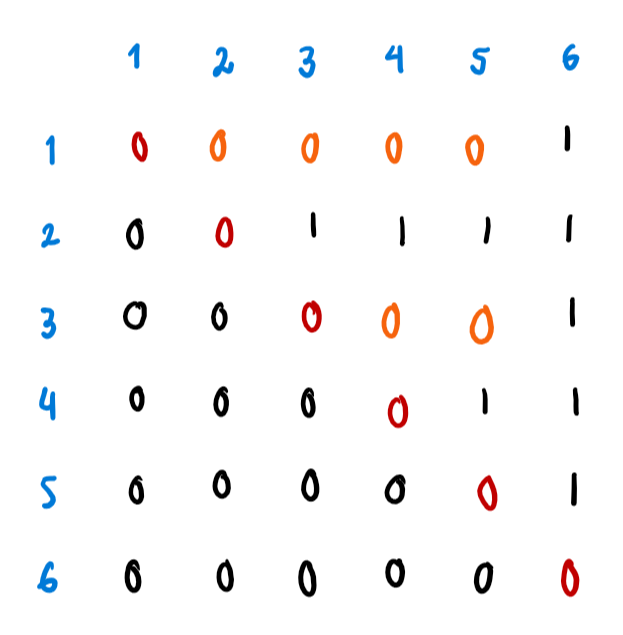 1 2 3 4 5 6
1 0 0 0 0 0 1
2 0 0 1 1 1 1
3 0 0 0 0 0 1
4 0 0 0 0 1 1
5 0 0 0 0 0 1
6 0 0 0 0 0 0